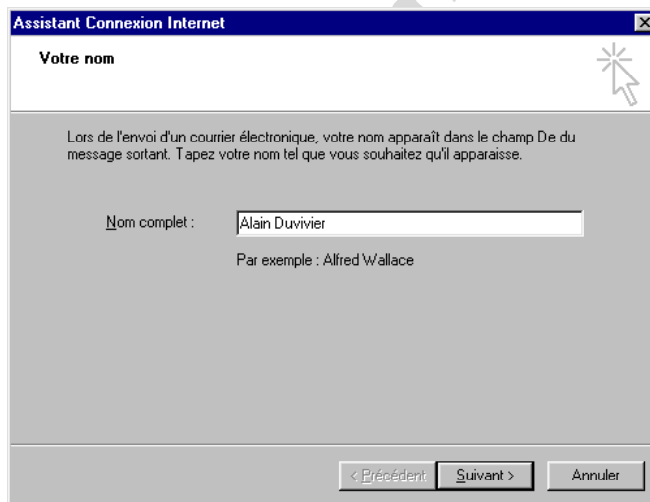 Assistant Connexion Internet
Votre nom
Lors de l'envoi d'un courrier électronique, votre nom apparaît dans le champ De du
message sortant. Tapez votre nom tel que vous souhaitez qu'il apparaisse.
Nom complet :
Alain Duvivier
Par exemple : Alfred Wallace
< Précédent
Suivant >
Annuler